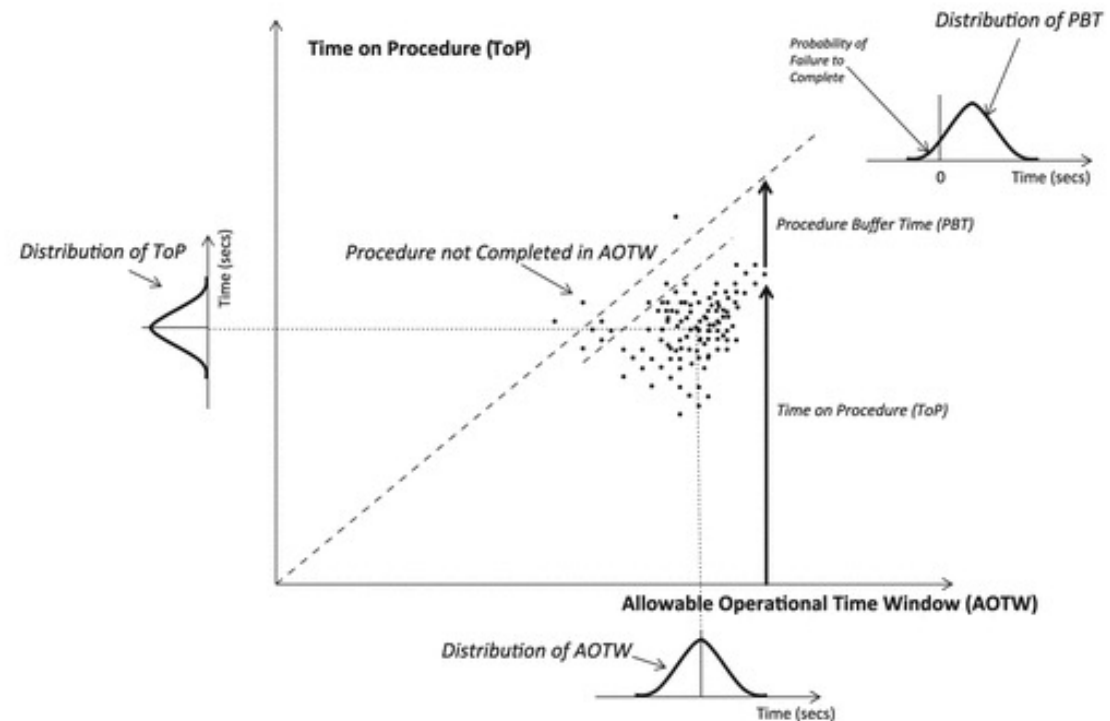 Distribution of PBT
Time on Procedure (ToP)
Probability of
Failure to
Complete
0
Time (secs)
Procedure Buffer Time (PBT)
Distribution of ToP
Time (secs)
Procedure not Completed in AOTW
Time on Procedure (ToP)
Allowable Operational Time Window (AOTW)
Distribution of AOTW
Time (secs)